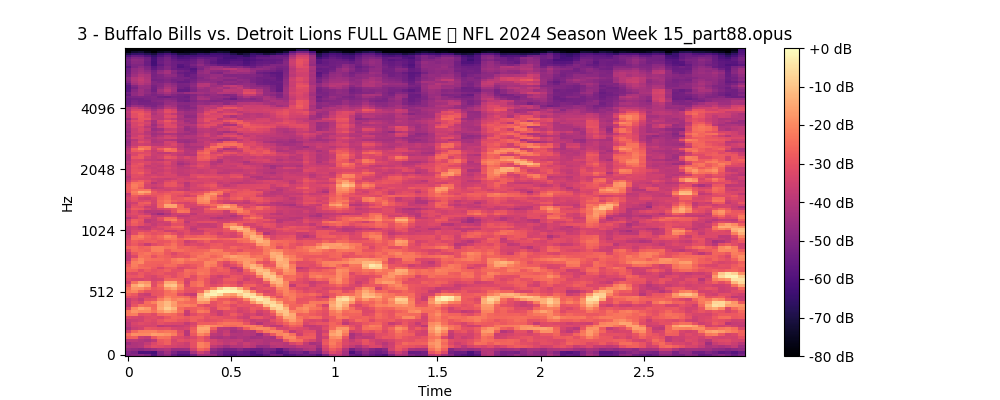 3 - Buffalo Bills vs. Detroit Lions FULL GAME ▯ NFL 2024 Season Week 15_part88.opus
Hz
4096
2048
1024
512
0
0 0.5 1 1.5 2 2.5
Time
+0 dB
-10 dB
-20 dB
-30 dB
-40 dB
-50 dB
-60 dB
-70 dB
-80 dB